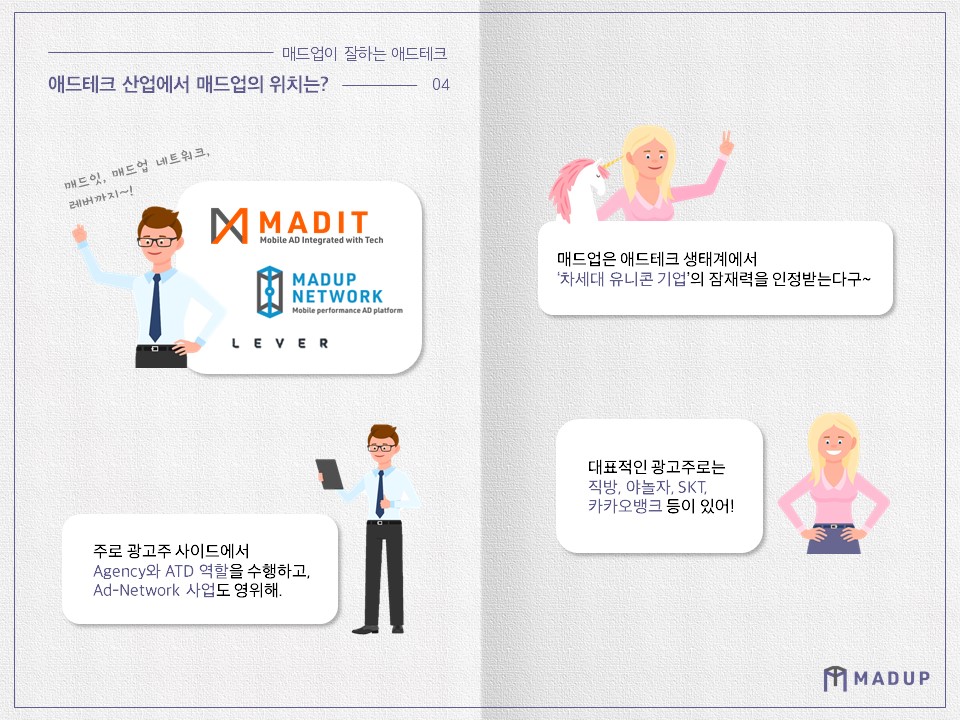 매드업이 잘하는 애드테크
애드테크 산업에서 매드업의 위치는?
04
매드잇, 매드업 네트워크,
레버까지~!
MADIT
Mobile AD Integrated with Tech
MADUP
NETWORK
Mobile performance AD platform
LEVER
주로 광고주 사이드에서
Agency와 ATD 역할을 수행하고,
Ad-Network 사업도 영위해.
매드업은 애드테크 생태계에서
'차세대 유니콘 기업'의 잠재력을 인정받는다구~
대표적인 광고주로는
직방, 야놀자, SKT,
카카오뱅크 등이 있어!
MADUP